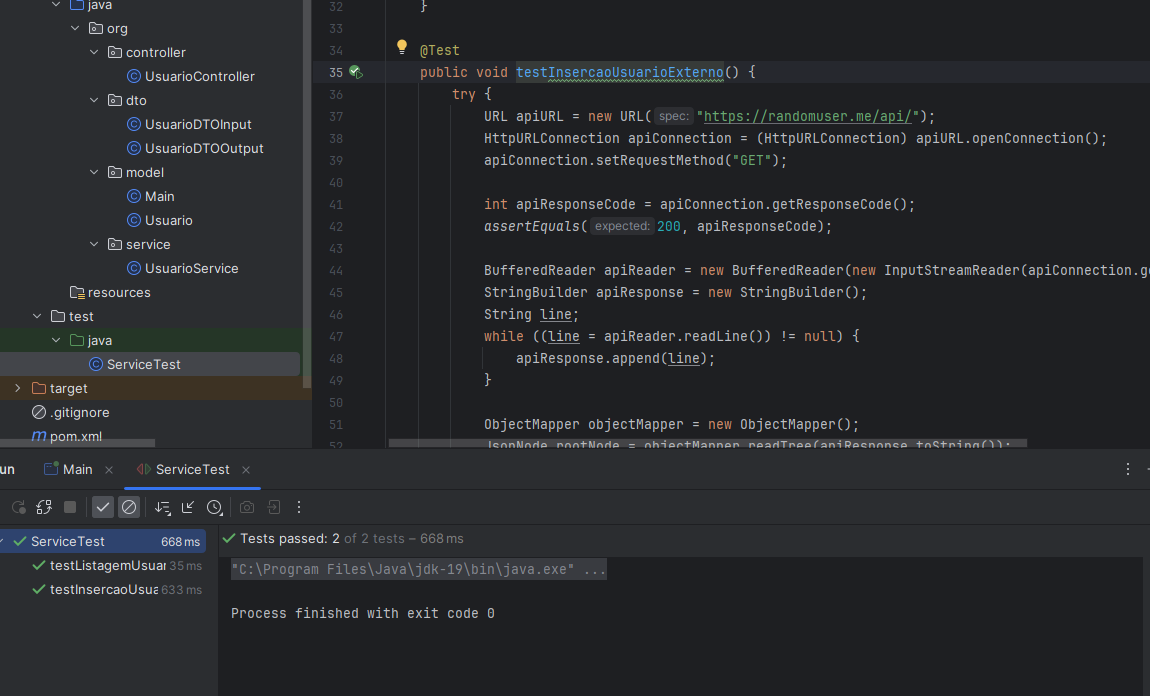 java
org
controller
UsuarioController
dto
UsuarioDTOInput
UsuarioDTOOutput
model
Main
Usuario
service
UsuarioService
resources
test
java
ServiceTest
target
.gitignore
pom.xml
32 }
33
34 @Test
35 public void testInsercaoUsuarioExterno() {
36 try {
37 URL apiURL = new URL( spec: "https://randomuser.me/api/");
38 HttpURLConnection apiConnection = (HttpURLConnection) apiURL.openConnection();
39 apiConnection.setRequestMethod("GET");
40
41 int apiResponseCode = apiConnection.getResponseCode();
42 assertEquals( expected: 200, apiResponseCode);
43
44 BufferedReader apiReader = new BufferedReader(new InputStreamReader(apiConnection.ge
45 StringBuilder apiResponse = new StringBuilder();
46 String line;
47 while ((line = apiReader.readLine()) != null) {
48 apiResponse.append(line);
49 }
50
51 ObjectMapper objectMapper = new ObjectMapper();
52 JsonNode rootNode = objectMapper.readTree(apiResponse.toString());
un Main ServiceTest
ServiceTest 668 ms
testListagemUsuar 35 ms
testInsercaoUsua 633 ms
Tests passed: 2 of 2 tests – 668 ms
"C:\Program Files\Java\jdk-19\bin\java.exe" ...
Process finished with exit code 0